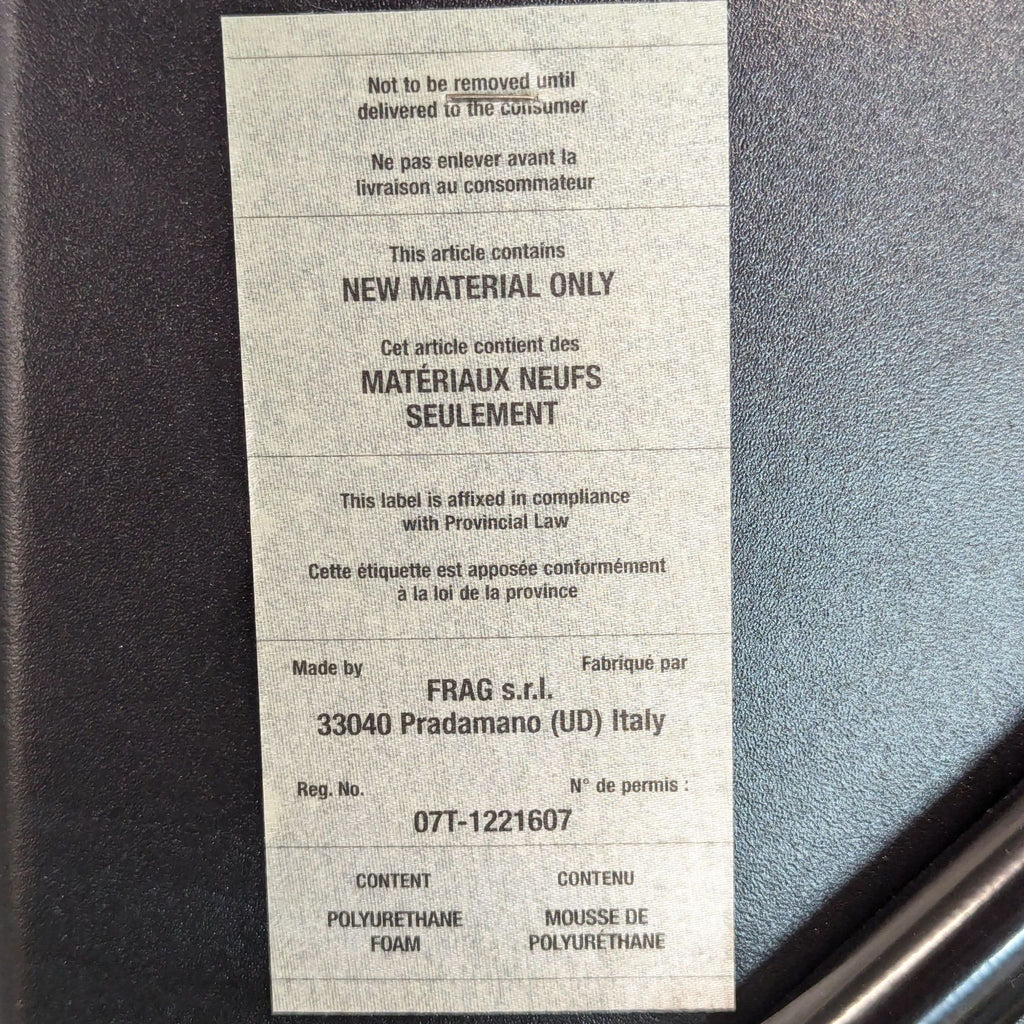 Not to be removed until
delivered to the consumer
Ne pas enlever avant la
livraison au consommateur
This article contains
NEW MATERIAL ONLY
Cet article contient des
MATÉRIAUX NEUFS
SEULEMENT
This label is affixed in compliance
with Provincial Law
Cette étiquette est apposée conformément
à la loi de la province
Made by Fabriqué par
FRAG s.r.l.
33040 Pradamano (UD) Italy
Reg. No. N° de permis :
07T-1221607
CONTENT CONTENU
POLYURETHANE MOUSSE DE
FOAM POLYURÉTHANE